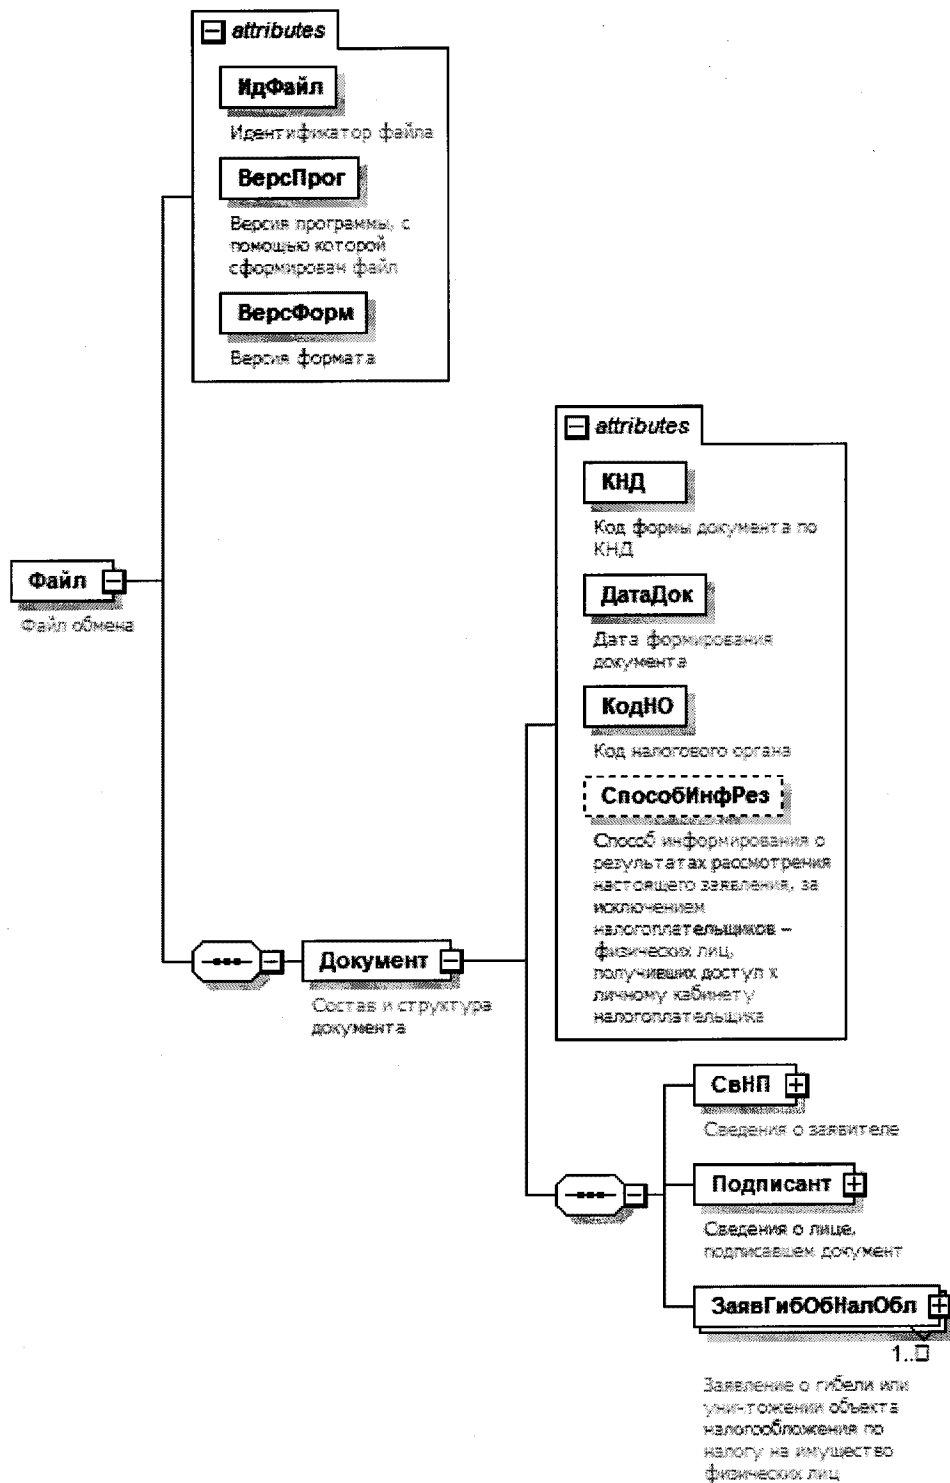 attributes
ИдФайл
Идентификатор файла
ВерсПрог
Версия программы, с
помощью которой
сформирован файл
ВерсФорм
Версия формата
attributes
КНД
Код формы документа по
КНД
Файл
Файл обмена
ДатаДок
Дата формирования
документа
КодНО
Код налогового органа
СпособИнфРез
Способ информирования о
результатах рассмотрения
настоящего заявления, за
исключением
налогоплательщиков –
физических лиц,
получивших доступ к
личному кабинету
налогоплательщика
Документ
Состав и структура
документа
СвНП
Сведения о заявителе
Подписант
Сведения о лице,
подписавшем документ
ЗаявГибОбНалОбл
1..□
Заявление о гибели или
уничтожении объекта
налогообложения по
налогу на имущество
физических лиц